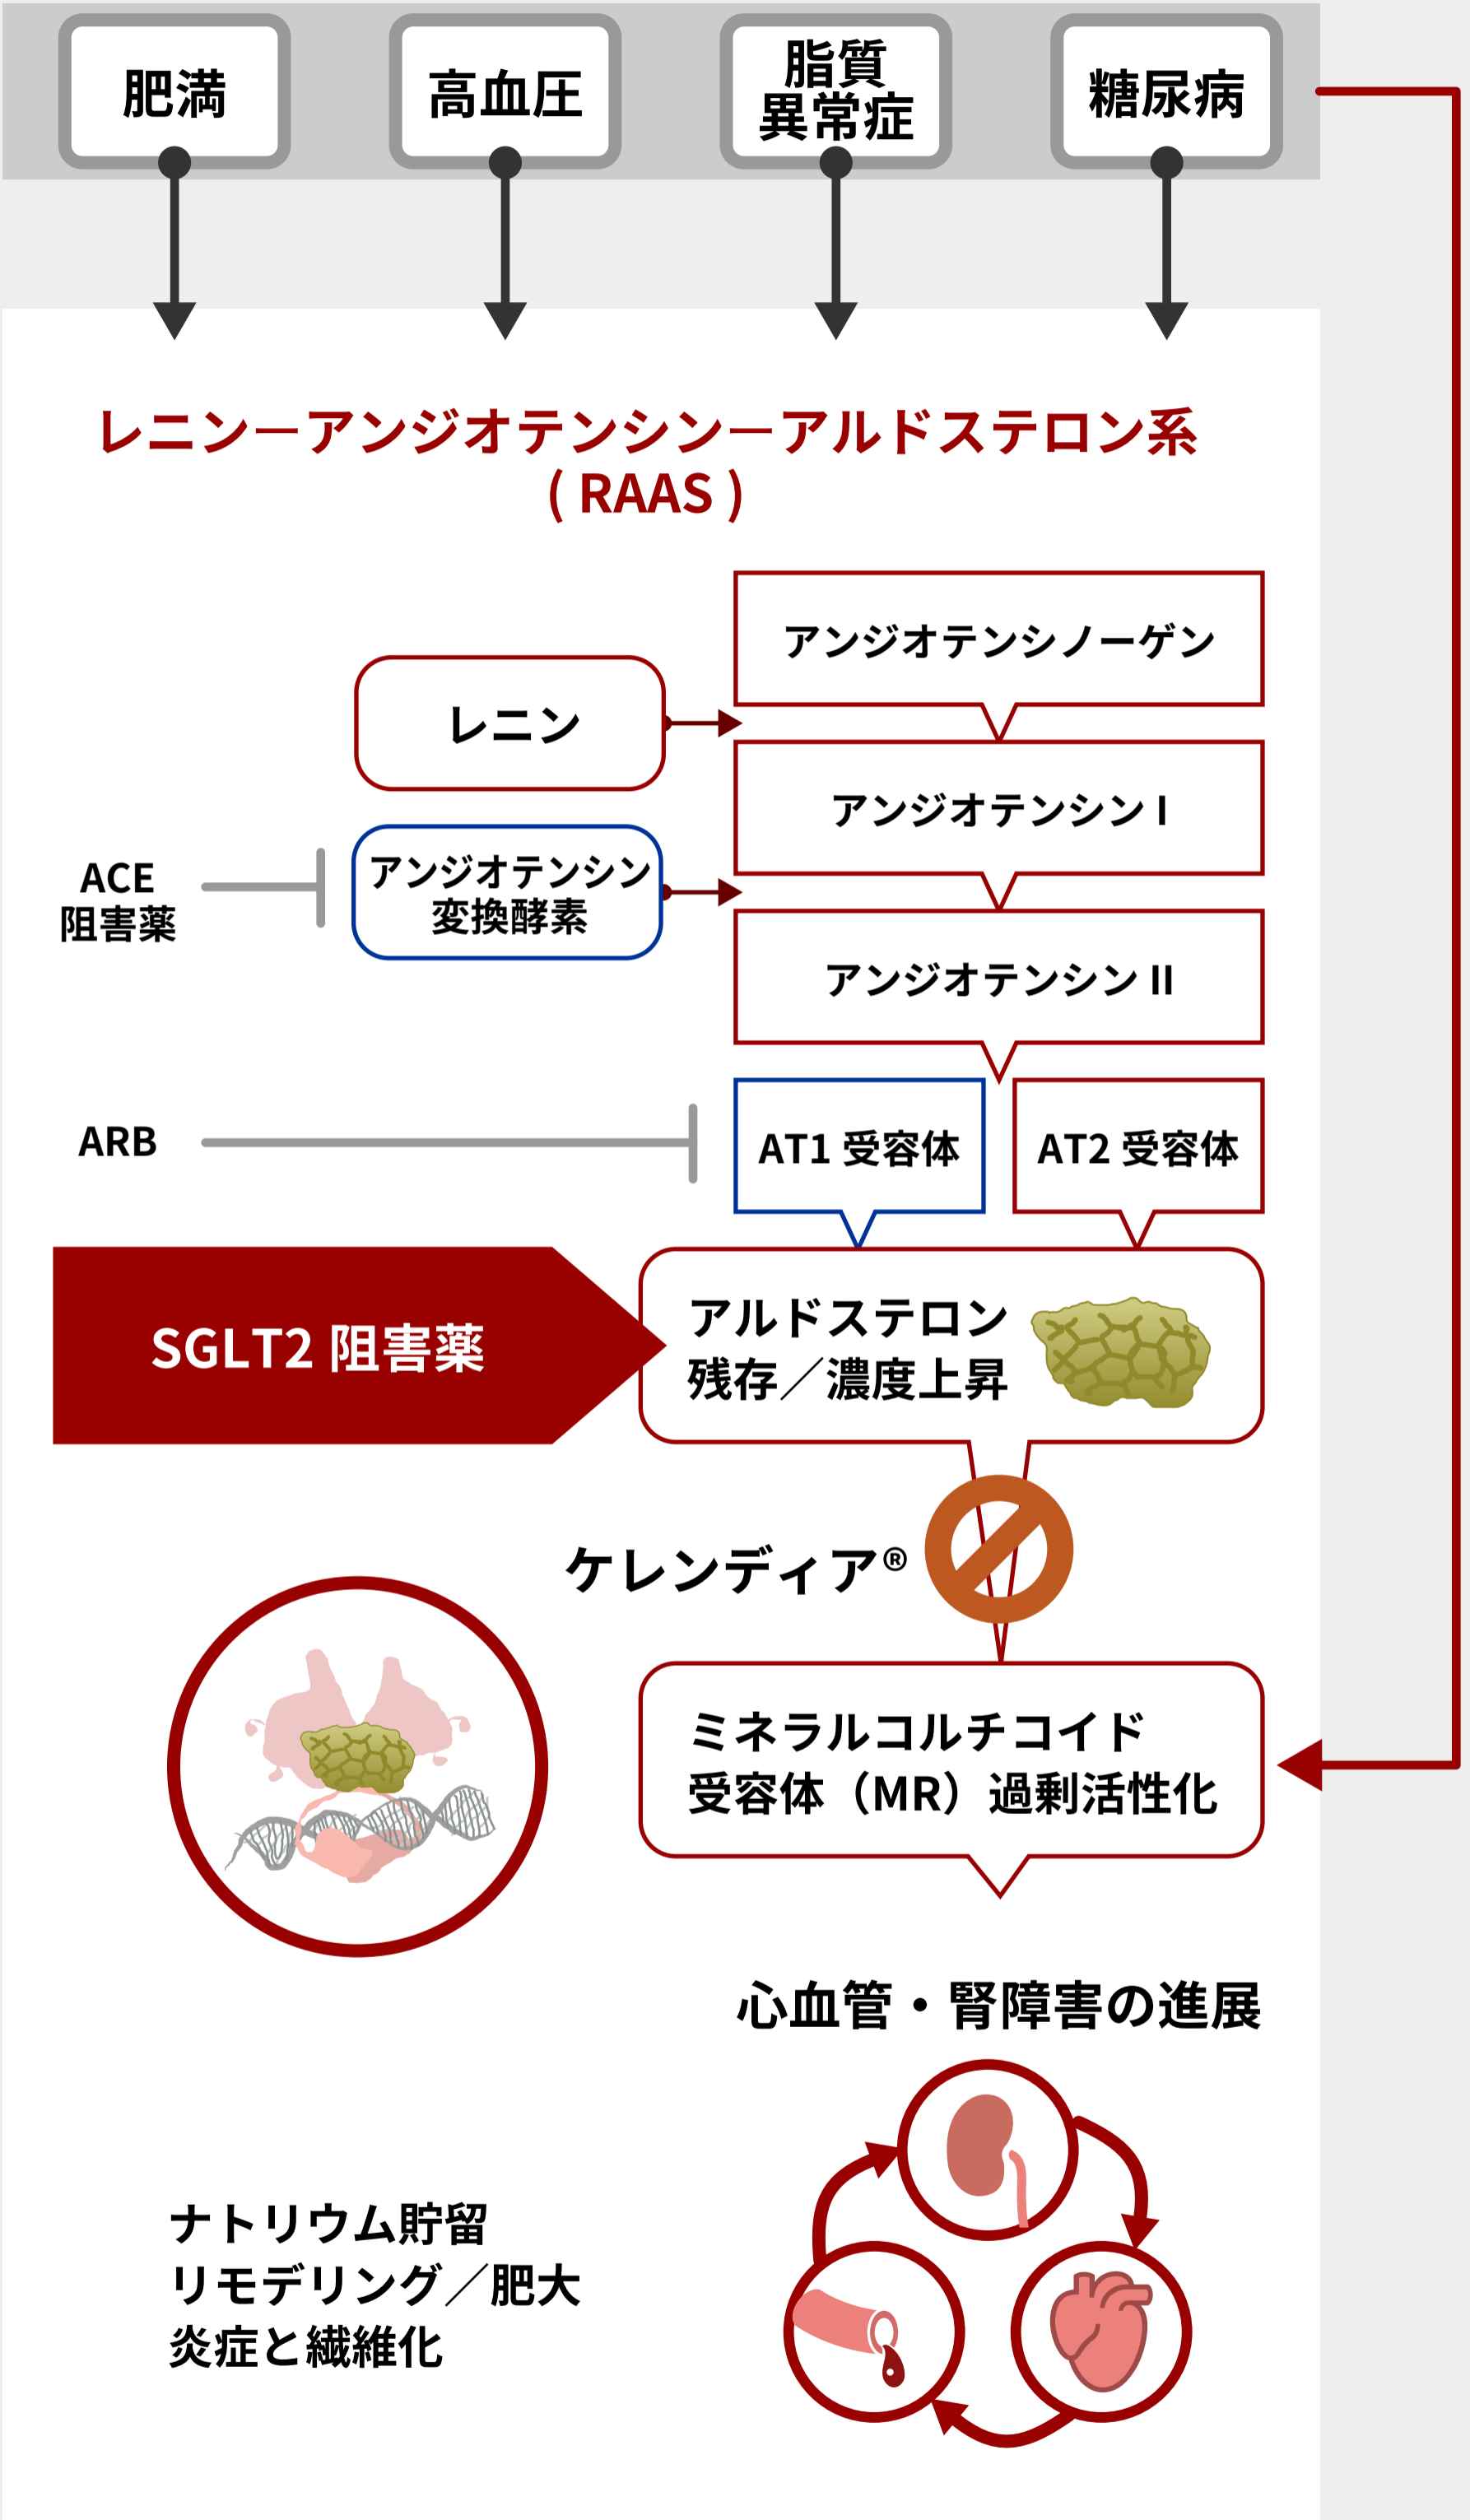 肥満
高血圧
脂質
異常症
糖尿病
レニン―アンジオテンシン―アルドステロン系
( RAAS )
アンジオテンシノーゲン
レニン
アンジオテンシン I
ACE
阻害薬
アンジオテンシン
変換酵素
アンジオテンシン II
ARB
AT1 受容体
AT2 受容体
SGLT2 阻害薬
アルドステロン
残存／濃度上昇
ケレンディア®
ミネラルコルチコイド
受容体（MR）過剰活性化
心血管・腎障害の進展
ナトリウム貯留
リモデリング／肥大
炎症と線維化